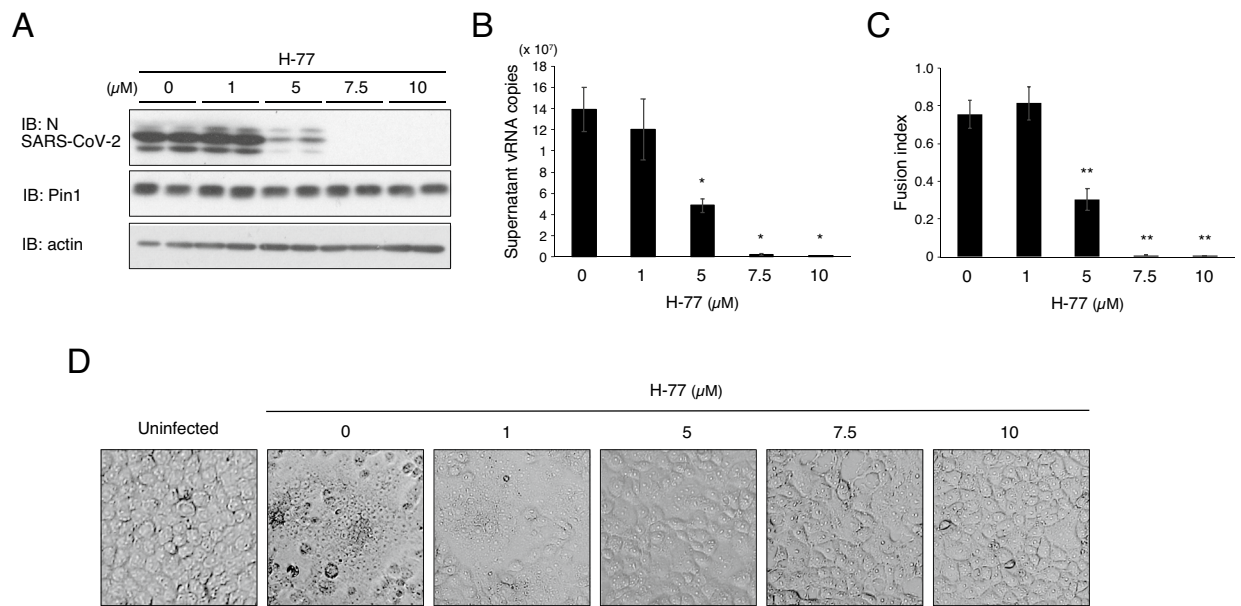 A
H-77
(µM) 0 1 5 7.5 10
IB: N
SARS-CoV-2
IB: Pin1
IB: actin
B
(x 10⁷)
Supernatant vRNA copies
18
16
14
12
10
8
6
4
2
0
* * *
0 1 5 7.5 10
H-77 (µM)
C
Fusion index
1.0
0.8
0.6
0.4
0.2
0
** ** **
0 1 5 7.5 10
H-77 (µM)
D
H-77 (µM)
Uninfected 0 1 5 7.5 10